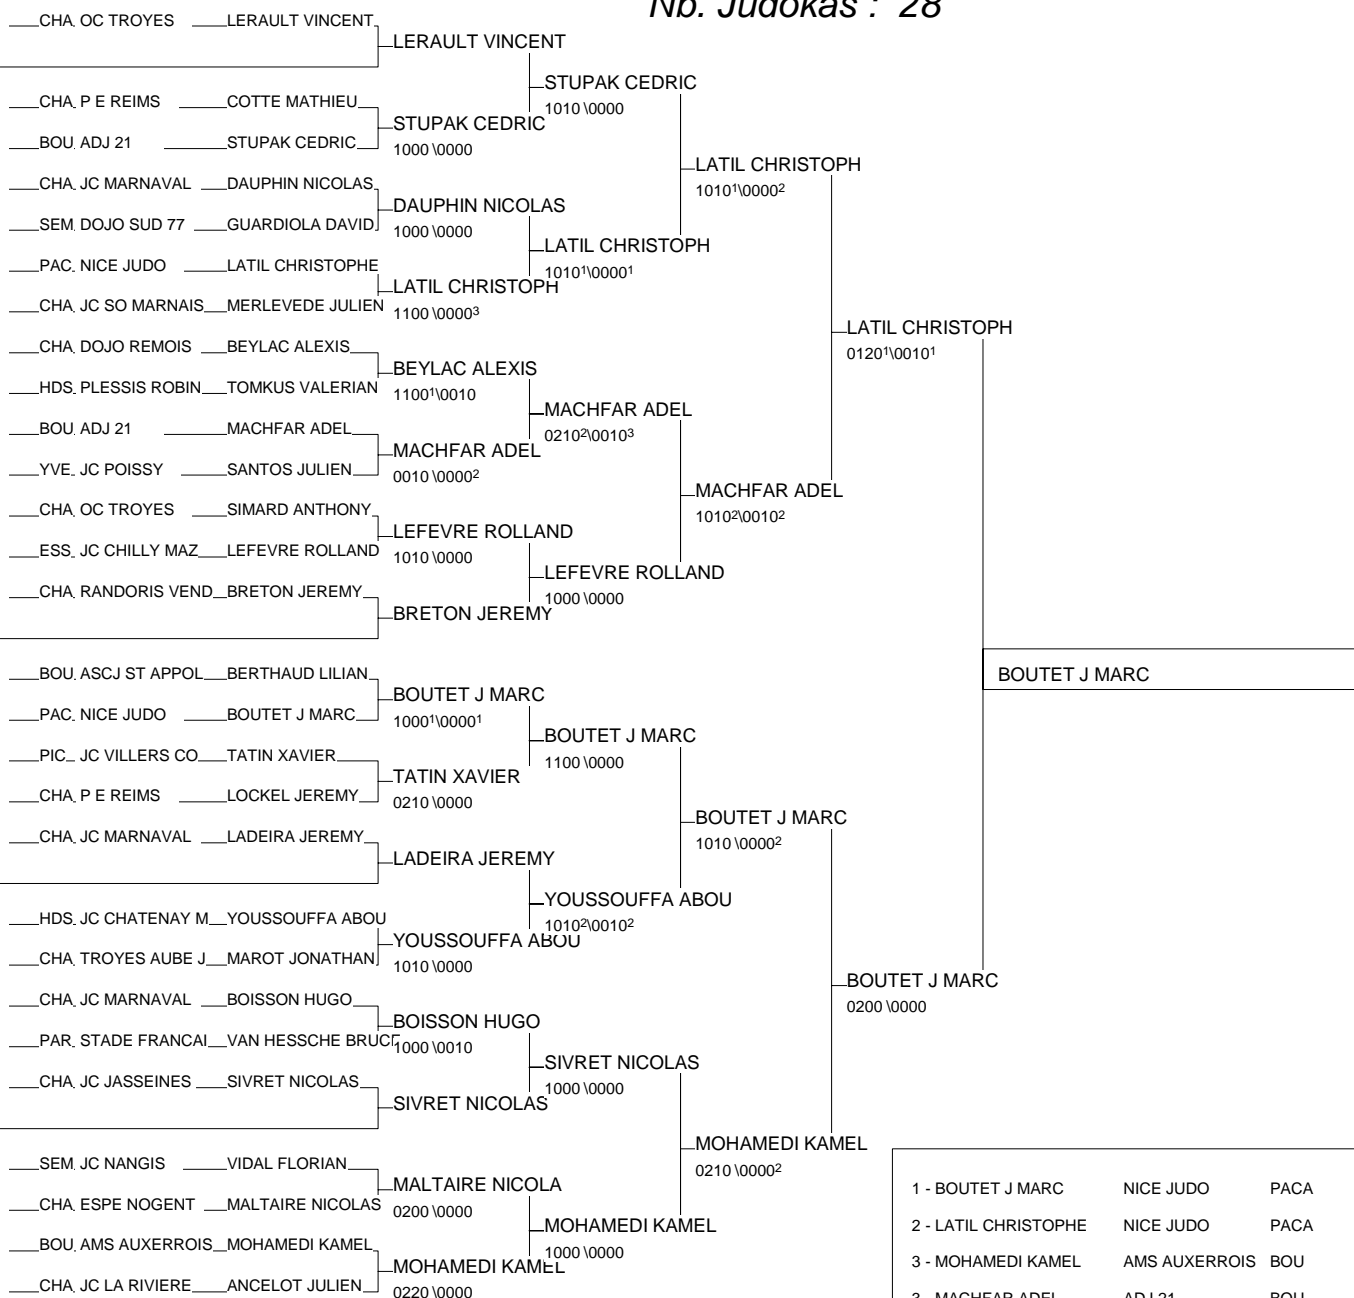 Nb. Judokas : 28
CHA OC TROYES LERAULT VINCENT
LERAULT VINCENT
STUPAK CEDRIC
1010 \0000
CHA P E REIMS COTTE MATHIEU
STUPAK CEDRIC
1000 \0000
BOU ADJ 21 STUPAK CEDRIC
LATIL CHRISTOPH
1010¹\0000²
CHA JC MARNAVAL DAUPHIN NICOLAS
DAUPHIN NICOLAS
1000 \0000
SEM DOJO SUD 77 GUARDIOLA DAVID
LATIL CHRISTOPH
1010¹\0000¹
PAC NICE JUDO LATIL CHRISTOPHE
LATIL CHRISTOPH
1100 \0000³
CHA JC SO MARNAIS MERLEVEDE JULIEN
LATIL CHRISTOPH
0120¹\0010¹
CHA DOJO REMOIS BEYLAC ALEXIS
BEYLAC ALEXIS
1100¹\0010
HDS PLESSIS ROBIN TOMKUS VALERIAN
MACHFAR ADEL
0210²\0010³
BOU ADJ 21 MACHFAR ADEL
MACHFAR ADEL
0010 \0000²
YVE JC POISSY SANTOS JULIEN
MACHFAR ADEL
1010²\0010²
CHA OC TROYES SIMARD ANTHONY
LEFEVRE ROLLAND
1010 \0000
ESS JC CHILLY MAZ LEFEVRE ROLLAND
LEFEVRE ROLLAND
1000 \0000
CHA RANDORIS VEND BRETON JEREMY
BRETON JEREMY
BOUTET J MARC
BOU ASCJ ST APPOL BERTHAUD LILIAN
BOUTET J MARC
1000¹\0000¹
PAC NICE JUDO BOUTET J MARC
BOUTET J MARC
1100 \0000
PIC JC VILLERS CO TATIN XAVIER
TATIN XAVIER
0210 \0000
CHA P E REIMS LOCKEL JEREMY
BOUTET J MARC
1010 \0000²
CHA JC MARNAVAL LADEIRA JEREMY
LADEIRA JEREMY
YOUSSOUFFA ABOU
1010²\0010²
HDS JC CHATENAY M YOUSSOUFFA ABOU
YOUSSOUFFA ABOU
1010 \0000
CHA TROYES AUBE J MAROT JONATHAN
BOUTET J MARC
0200 \0000
CHA JC MARNAVAL BOISSON HUGO
BOISSON HUGO
1000 \0010
PAR STADE FRANCAI VAN HESSCHE BRUCE
SIVRET NICOLAS
1000 \0000
CHA JC JASSEINES SIVRET NICOLAS
SIVRET NICOLAS
MOHAMEDI KAMEL
0210 \0000²
SEM JC NANGIS VIDAL FLORIAN
MALTAIRE NICOLA
0200 \0000
CHA ESPE NOGENT MALTAIRE NICOLAS
MOHAMEDI KAMEL
1000 \0000
BOU AMS AUXERROIS MOHAMEDI KAMEL
MOHAMEDI KAMEL
0220 \0000
CHA JC LA RIVIERE ANCELOT JULIEN
1 - BOUTET J MARC NICE JUDO PACA
2 - LATIL CHRISTOPHE NICE JUDO PACA
3 - MOHAMEDI KAMEL AMS AUXERROIS BOU
3 - MACHFAR ADEL ADJ 21 BOU